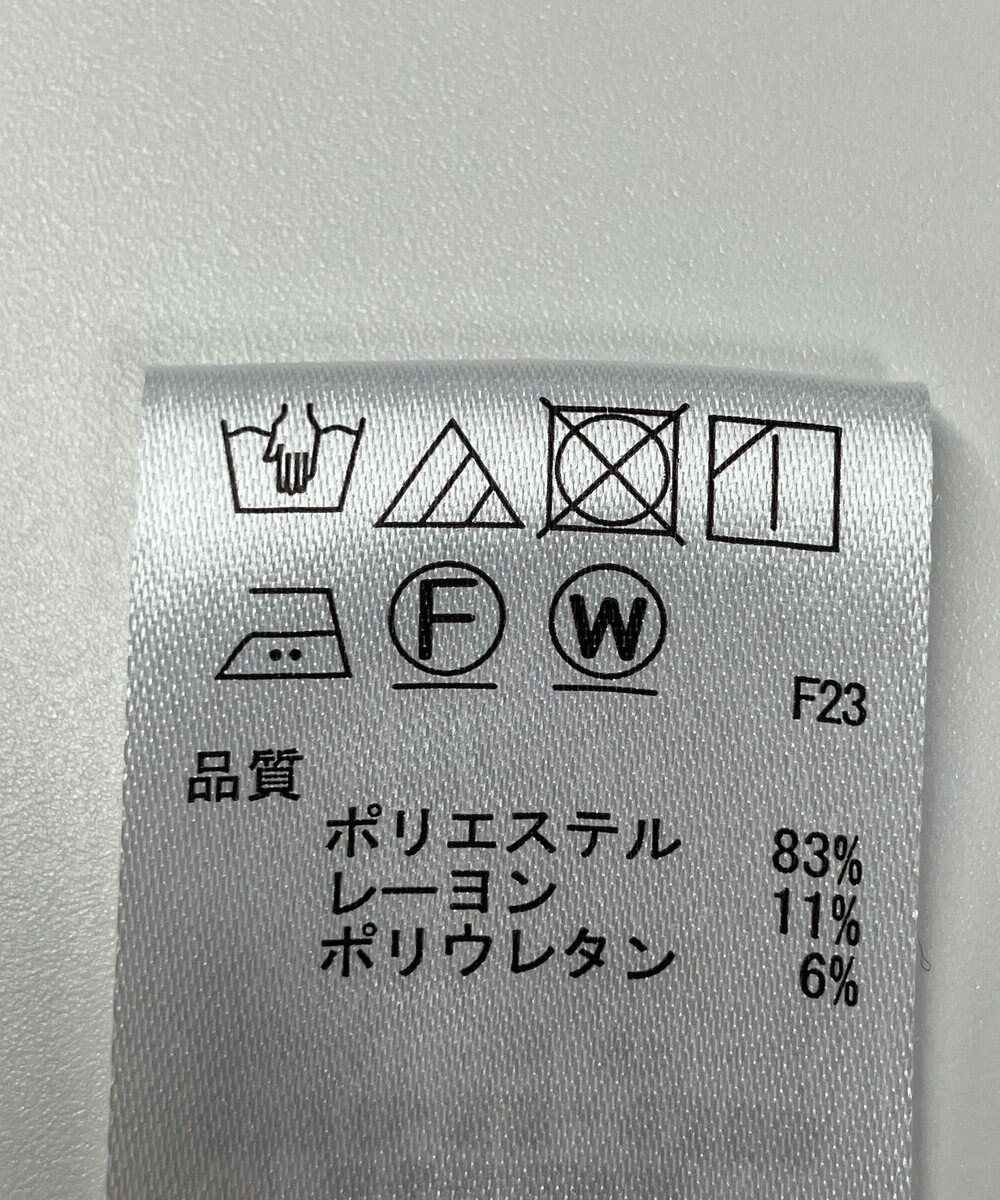 F W
F23
品質
ポリエステル 83%
レーヨン 11%
ポリウレタン 6%